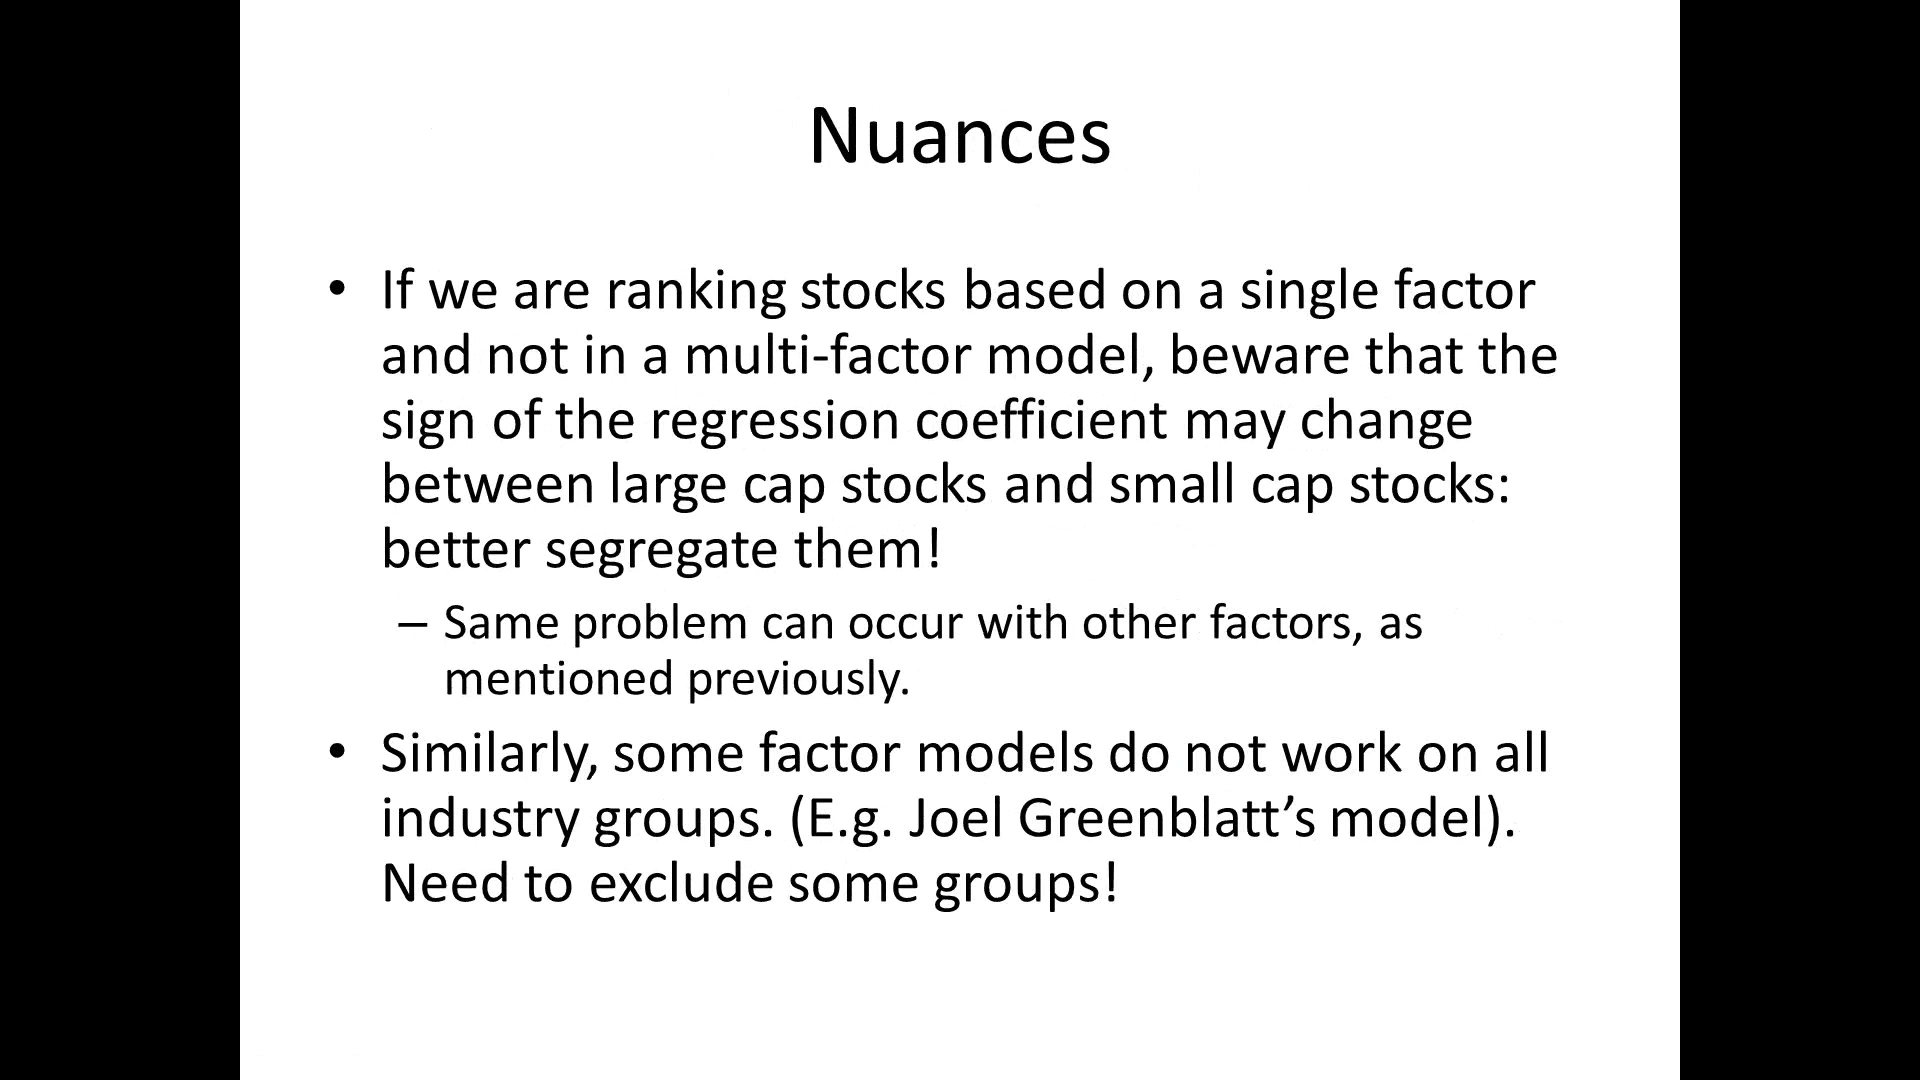 Nuances
• If we are ranking stocks based on a single factor
and not in a multi-factor model, beware that the
sign of the regression coefficient may change
between large cap stocks and small cap stocks:
better segregate them!
– Same problem can occur with other factors, as
mentioned previously.
• Similarly, some factor models do not work on all
industry groups. (E.g. Joel Greenblatt’s model).
Need to exclude some groups!